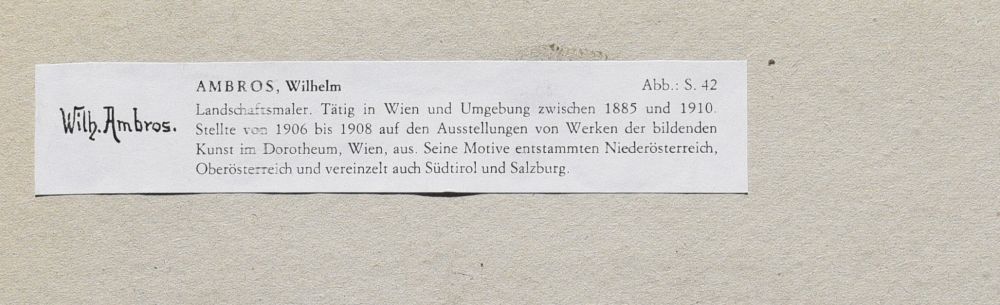 AMBROS, Wilhelm Abb.: S. 42
Wilh. Ambros.
Landschaftsmaler. Tätig in Wien und Umgebung zwischen 1885 und 1910.
Stellte von 1906 bis 1908 auf den Ausstellungen von Werken der bildenden
Kunst im Dorotheum, Wien, aus. Seine Motive entstammten Niederösterreich,
Oberösterreich und vereinzelt auch Südtirol und Salzburg.